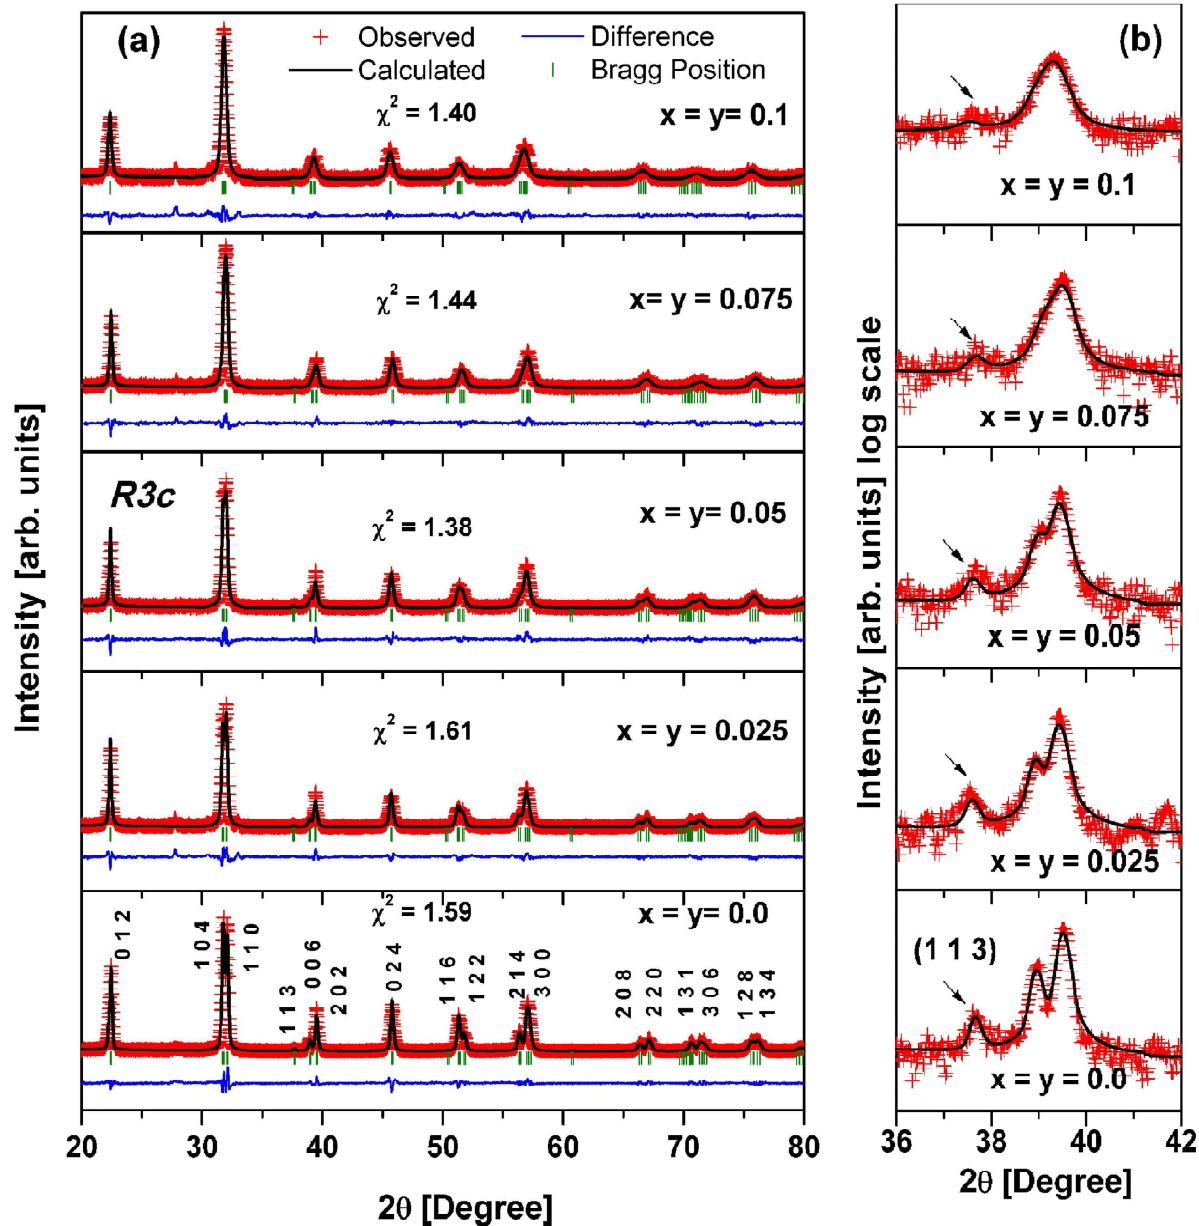 (a)
Observed
Difference
Calculated
Bragg Position
χ² = 1.40
x = y= 0.1
χ² = 1.44
x= y = 0.075
R3c
χ² = 1.38
x = y= 0.05
χ² = 1.61
x = y = 0.025
χ² = 1.59
x = y= 0.0
0 1 2
1 0 4
1 1 0
1 1 3
0 0 6
2 0 2
0 2 4
1 1 6
1 2 2
2 1 4
3 0 0
2 0 8
2 2 0
1 3 1
3 0 6
1 2 8
1 3 4
20 30 40 50 60 70 80
2θ [Degree]
Intensity [arb. units]
(b)
x = y = 0.1
x = y = 0.075
x = y = 0.05
x = y = 0.025
(1 1 3)
x = y = 0.0
36 38 40 42
2θ [Degree]
Intensity [arb. units] log scale